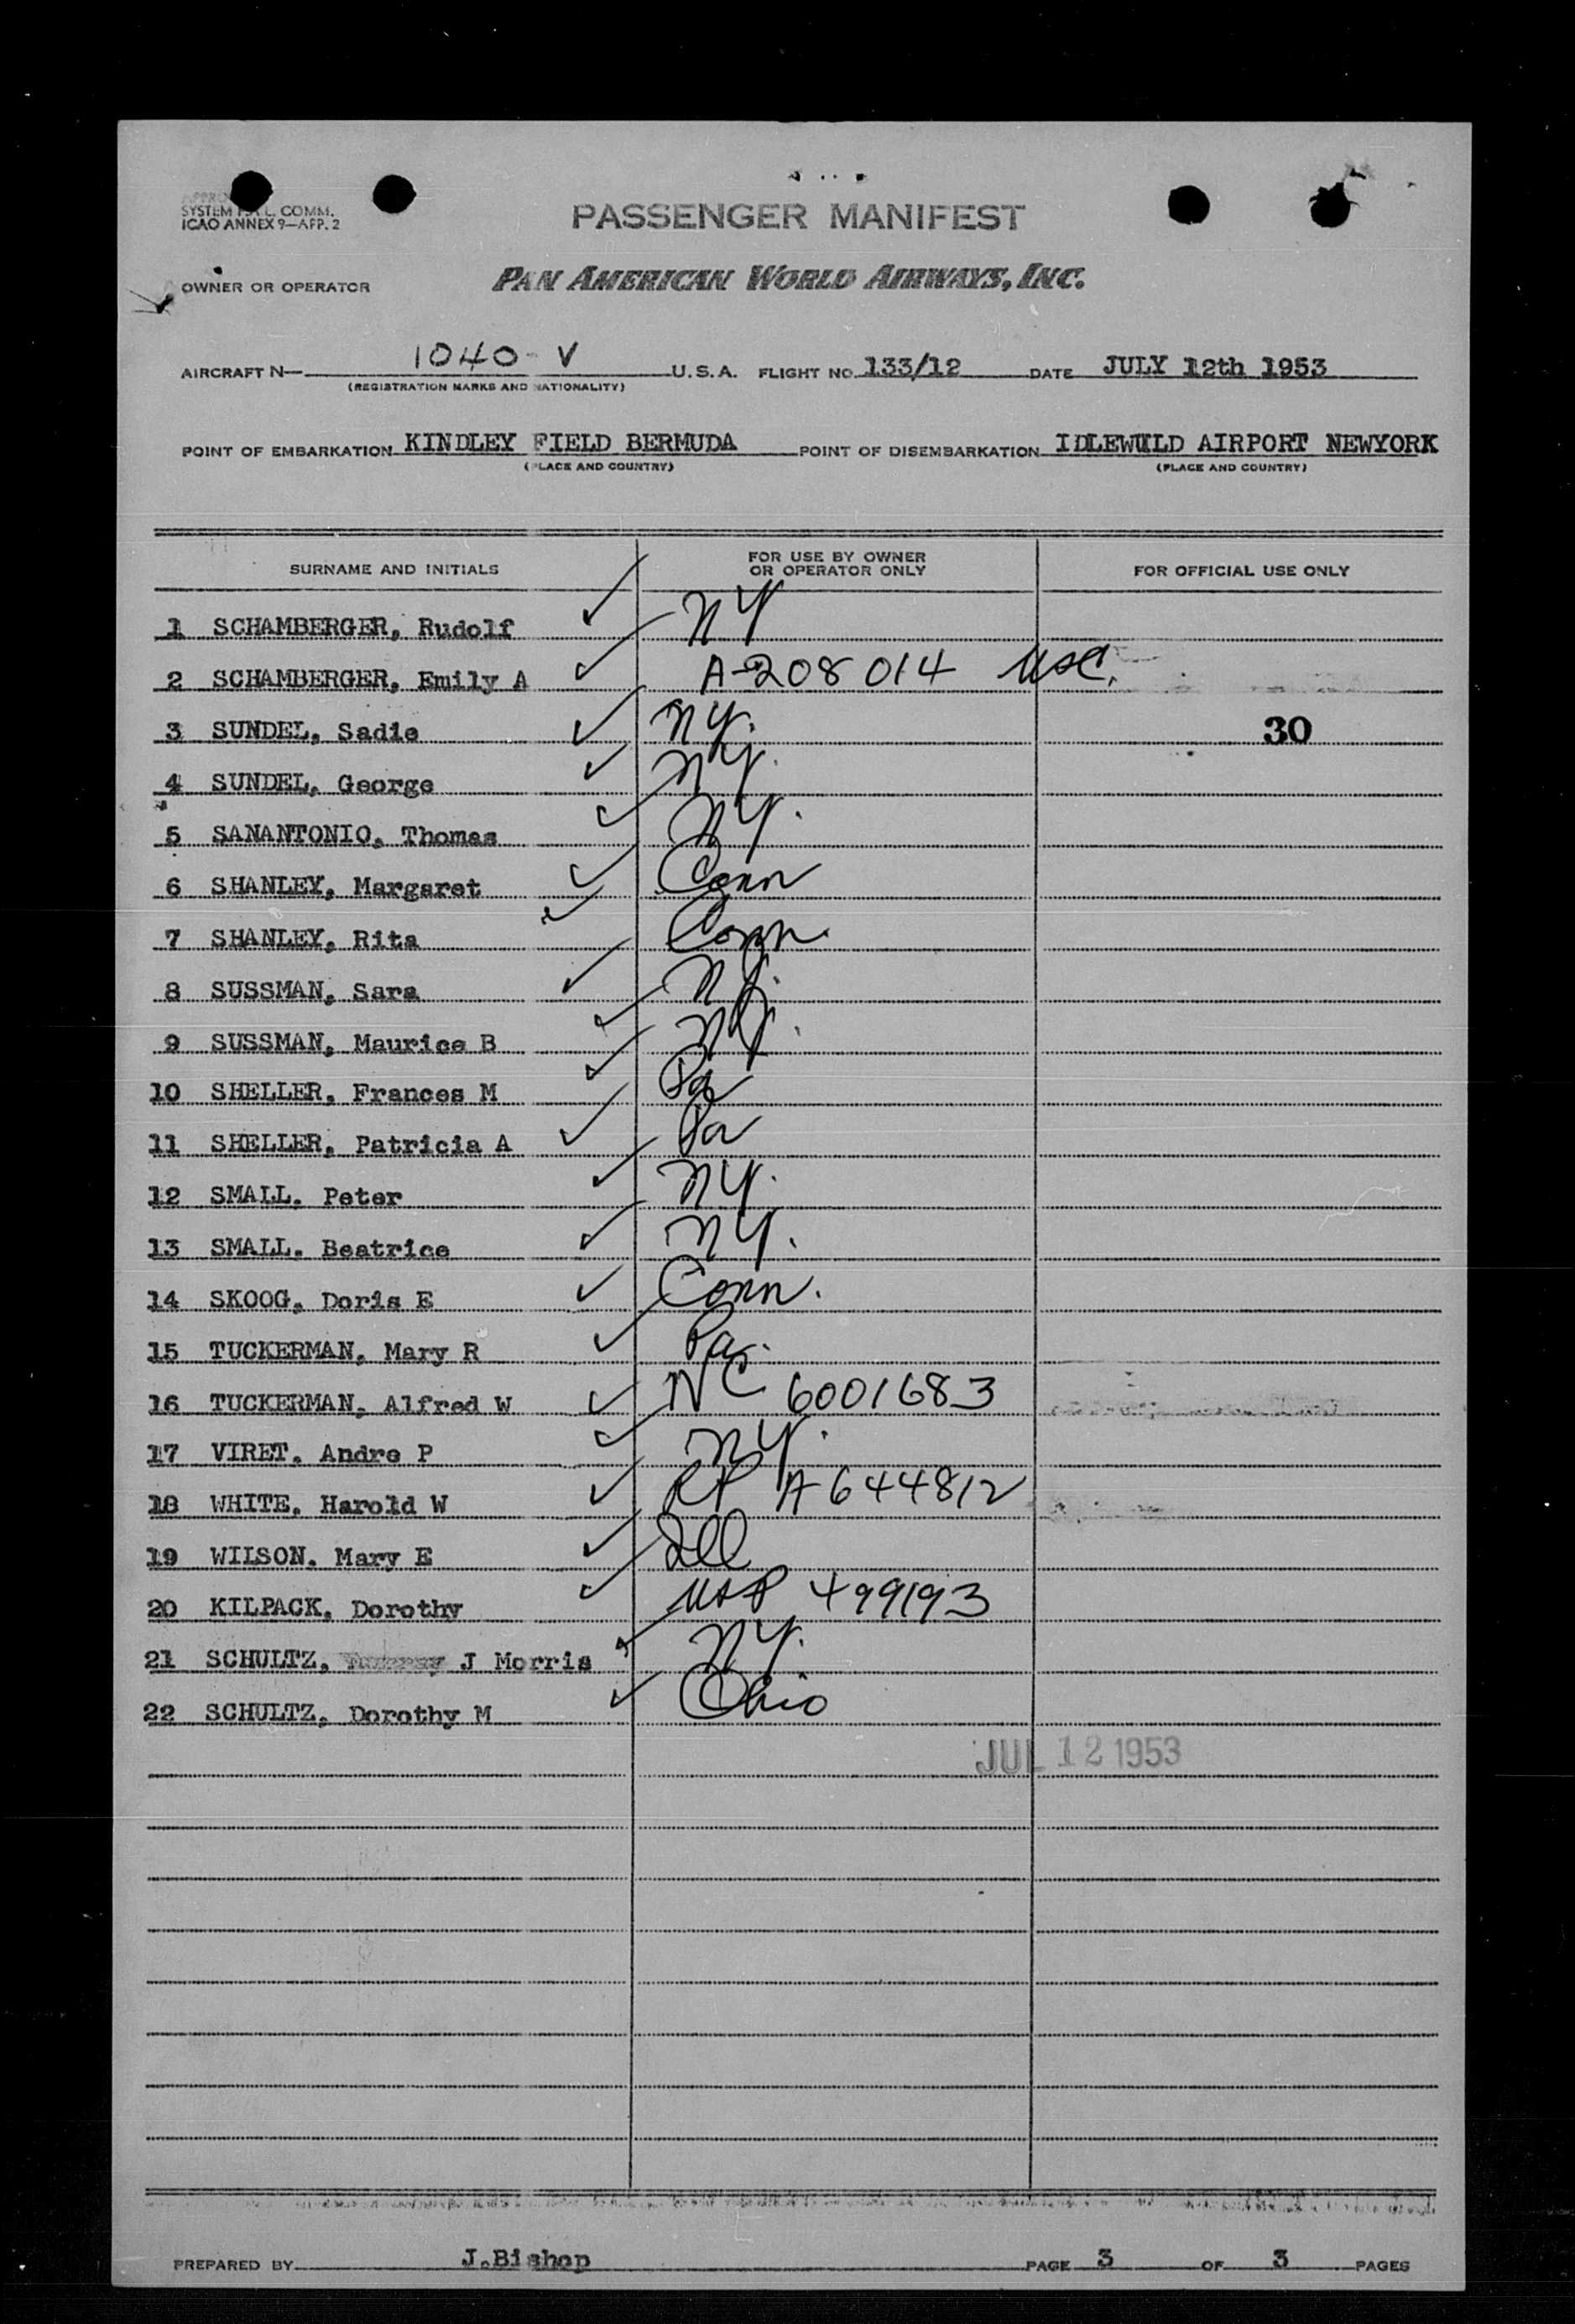 SYSTEM COMM.
ICAO ANNEX 9—APP. 2
PASSENGER MANIFEST
OWNER OR OPERATOR PAN AMERICAN WORLD AIRWAYS, INC.
AIRCRAFT N— 1040-V U.S.A. FLIGHT NO. 133/12 DATE JULY 12th 1953
(REGISTRATION MARKS AND NATIONALITY)
POINT OF EMBARKATION KINDLEY FIELD BERMUDA POINT OF DISEMBARKATION IDLEWILD AIRPORT NEWYORK
(PLACE AND COUNTRY) (PLACE AND COUNTRY)
SURNAME AND INITIALS FOR USE BY OWNER OR OPERATOR ONLY FOR OFFICIAL USE ONLY
1 SCHAMBERGER, Rudolf NY
2 SCHAMBERGER, Emily A A-208014 USC.
3 SUNDEL, Sadie NY. 30
4 SUNDEL, George NY.
5 SANANTONIO, Thomas NY.
6 SHANLEY, Margaret Conn
7 SHANLEY, Rita Conn.
8 SUSSMAN, Sara
9 SUSSMAN, Maurice B
10 SHELLER, Frances M Pa
11 SHELLER, Patricia A Pa
12 SMALL. Peter NY.
13 SMALL. Beatrice NY.
14 SKOOG, Doris E Conn.
15 TUCKERMAN, Mary R Pa.
16 TUCKERMAN, Alfred W NC 6001683
17 VIRET. Andre P NY.
18 WHITE, Harold W RP A644812
19 WILSON. Mary E Ill
20 KILPACK, Dorothy USP 499193
21 SCHULTZ, J Morris NY.
22 SCHULTZ, Dorothy M Ohio
JUL 12 1953
PREPARED BY J.Bishop PAGE 3 OF 3 PAGES